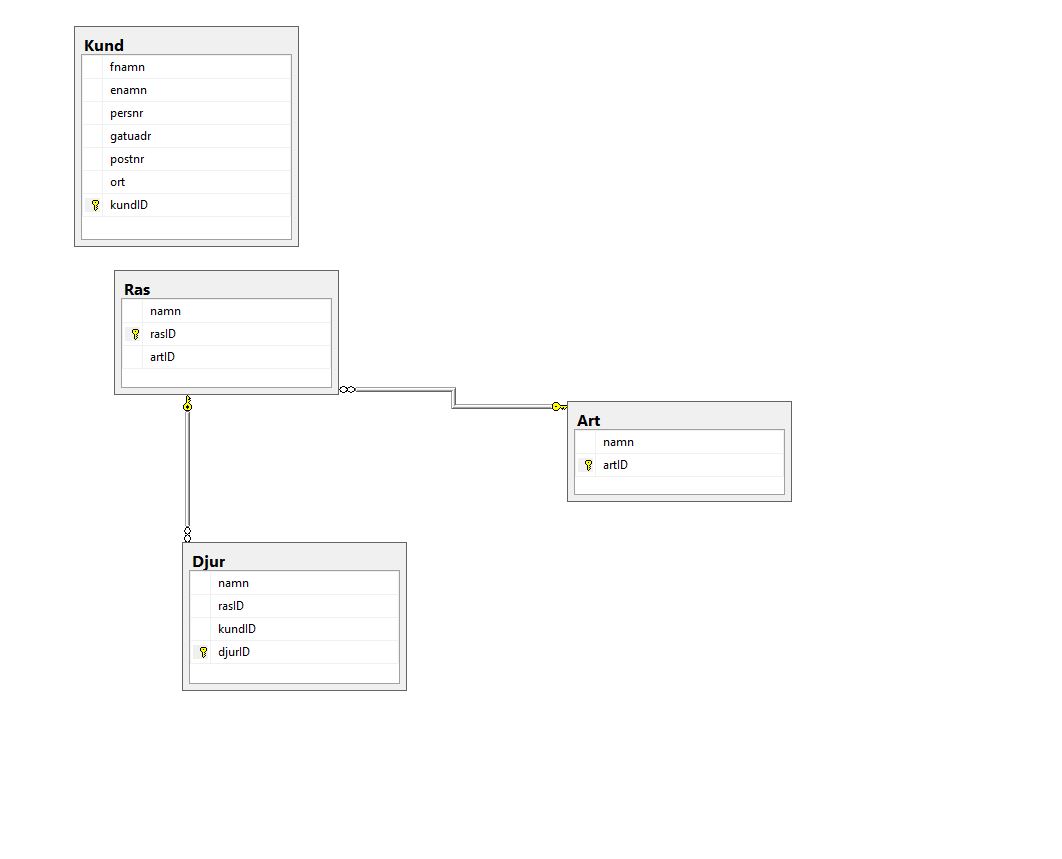 Kund
fnamn
enamn
persnr
gatuadr
postnr
ort
kundID
Ras
namn
rasID
artID
Art
namn
artID
Djur
namn
rasID
kundID
djurID